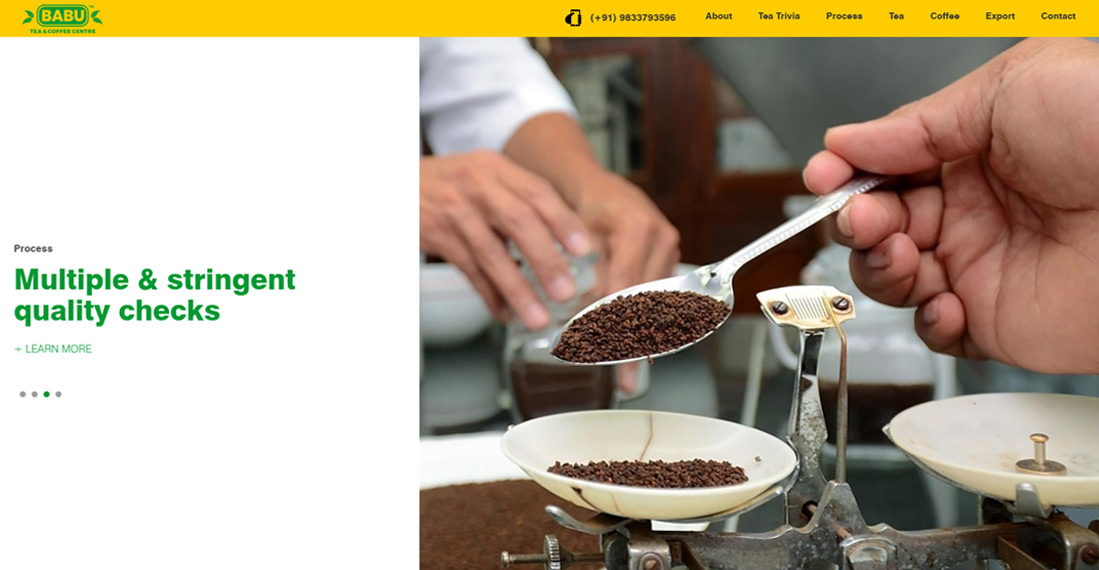 BABU™
TEA & COFFEE CENTRE
(+91) 9833793596
About
Tea Trivia
Process
Tea
Coffee
Export
Contact
Process
Multiple & stringent
quality checks
+ LEARN MORE